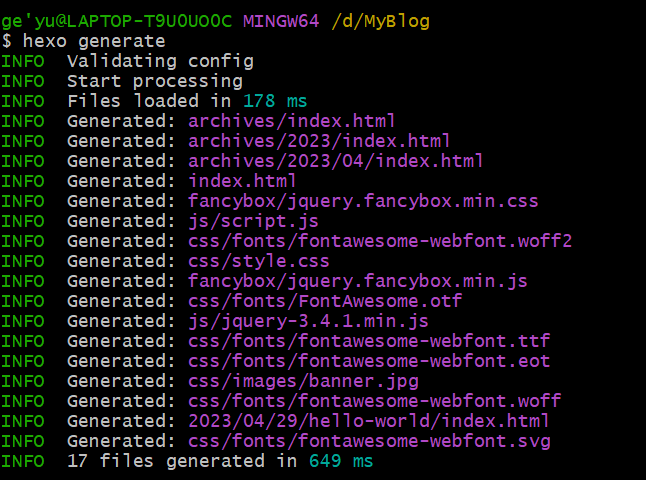 ge'yu@LAPTOP-T9U0UO0C MINGW64 /d/MyBlog
$ hexo generate
INFO  Validating config
INFO  Start processing
INFO  Files loaded in 178 ms
INFO  Generated: archives/index.html
INFO  Generated: archives/2023/index.html
INFO  Generated: archives/2023/04/index.html
INFO  Generated: index.html
INFO  Generated: fancybox/jquery.fancybox.min.css
INFO  Generated: js/script.js
INFO  Generated: css/fonts/fontawesome-webfont.woff2
INFO  Generated: css/style.css
INFO  Generated: fancybox/jquery.fancybox.min.js
INFO  Generated: css/fonts/FontAwesome.otf
INFO  Generated: js/jquery-3.4.1.min.js
INFO  Generated: css/fonts/fontawesome-webfont.ttf
INFO  Generated: css/fonts/fontawesome-webfont.eot
INFO  Generated: css/images/banner.jpg
INFO  Generated: css/fonts/fontawesome-webfont.woff
INFO  Generated: 2023/04/29/hello-world/index.html
INFO  Generated: css/fonts/fontawesome-webfont.svg
INFO  17 files generated in 649 ms